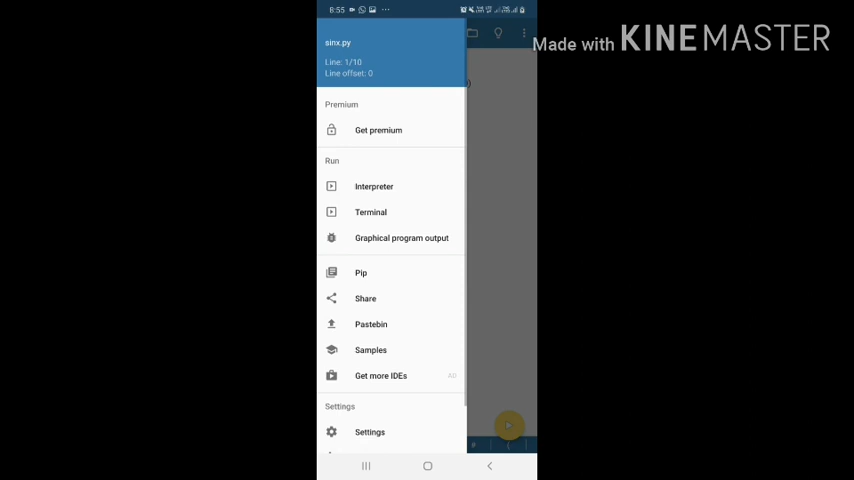 8:55
Made with KINEMASTER
sinx.py
Line: 1/10
Line offset: 0
Premium
Get premium
Run
Interpreter
Terminal
Graphical program output
Pip
Share
Pastebin
Samples
Get more IDEs
AD
Settings
Settings